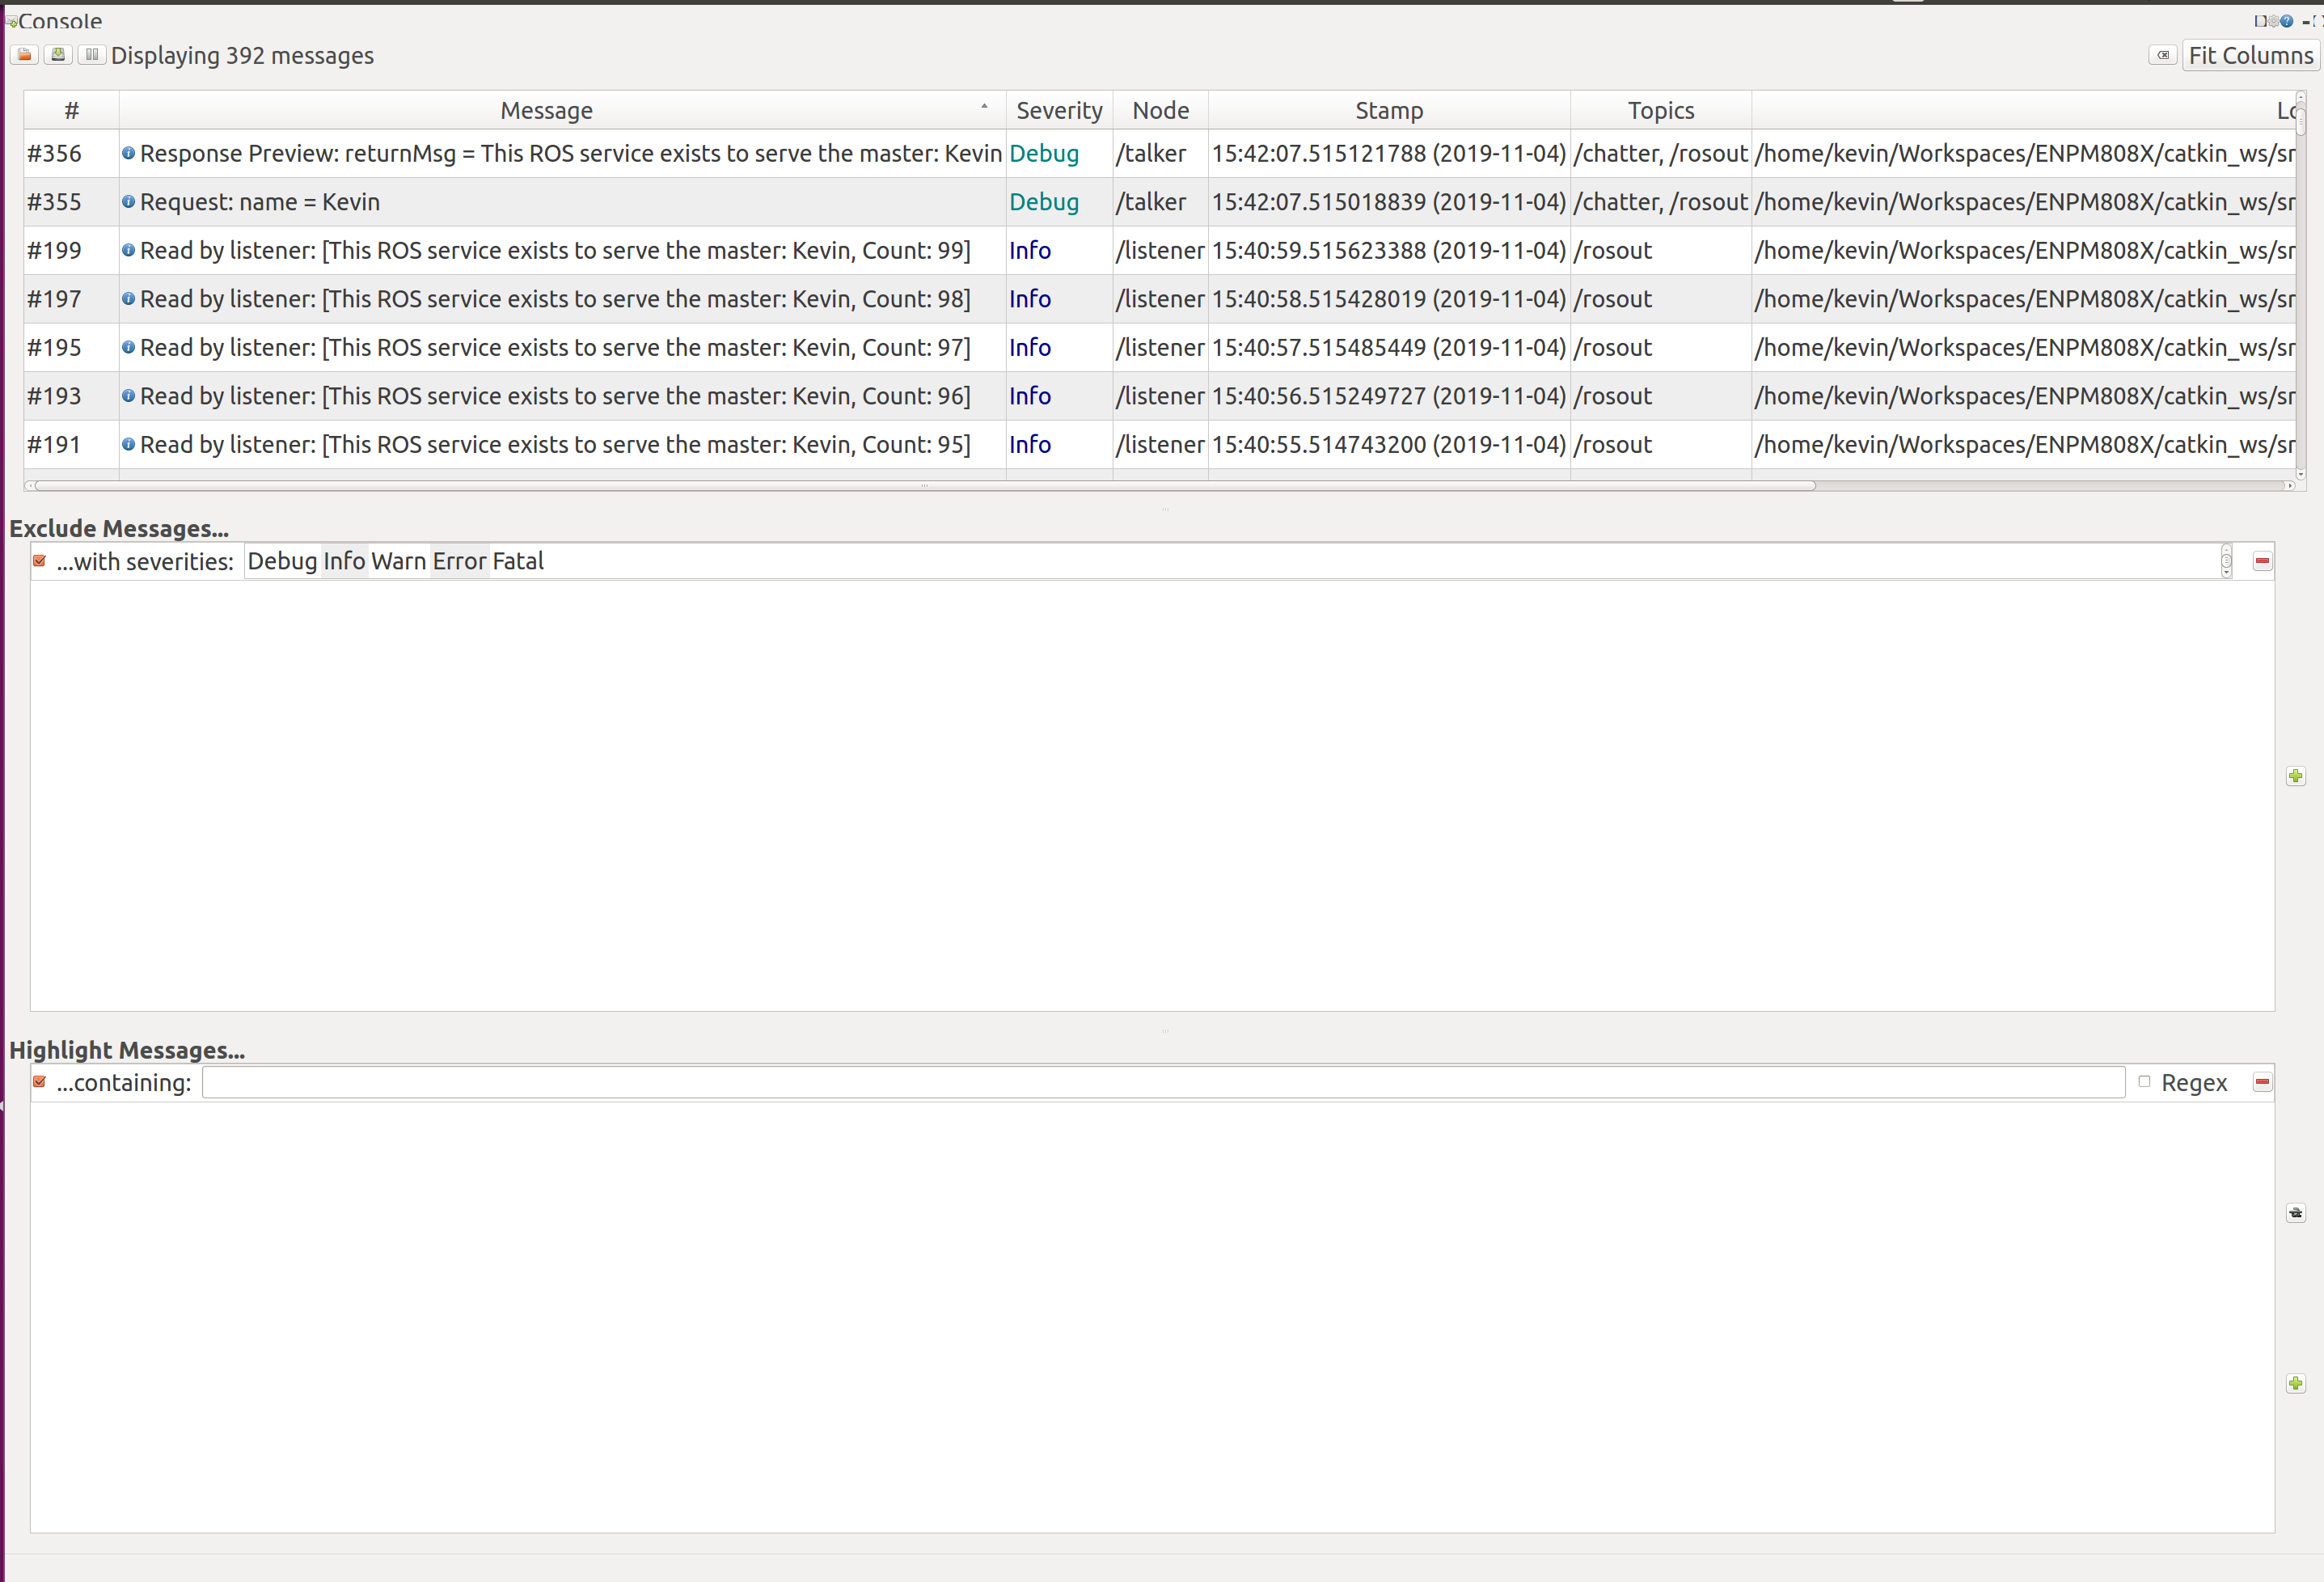 Console
Displaying 392 messages Fit Columns
# Message Severity Node Stamp Topics
#356 Response Preview: returnMsg = This ROS service exists to serve the master: Kevin Debug /talker 15:42:07.515121788 (2019-11-04) /chatter, /rosout /home/kevin/Workspaces/ENPM808X/catkin_ws/sr
#355 Request: name = Kevin Debug /talker 15:42:07.515018839 (2019-11-04) /chatter, /rosout /home/kevin/Workspaces/ENPM808X/catkin_ws/sr
#199 Read by listener: [This ROS service exists to serve the master: Kevin, Count: 99] Info /listener 15:40:59.515623388 (2019-11-04) /rosout /home/kevin/Workspaces/ENPM808X/catkin_ws/sr
#197 Read by listener: [This ROS service exists to serve the master: Kevin, Count: 98] Info /listener 15:40:58.515428019 (2019-11-04) /rosout /home/kevin/Workspaces/ENPM808X/catkin_ws/sr
#195 Read by listener: [This ROS service exists to serve the master: Kevin, Count: 97] Info /listener 15:40:57.515485449 (2019-11-04) /rosout /home/kevin/Workspaces/ENPM808X/catkin_ws/sr
#193 Read by listener: [This ROS service exists to serve the master: Kevin, Count: 96] Info /listener 15:40:56.515249727 (2019-11-04) /rosout /home/kevin/Workspaces/ENPM808X/catkin_ws/sr
#191 Read by listener: [This ROS service exists to serve the master: Kevin, Count: 95] Info /listener 15:40:55.514743200 (2019-11-04) /rosout /home/kevin/Workspaces/ENPM808X/catkin_ws/sr
Exclude Messages...
...with severities: Debug Info Warn Error Fatal
Highlight Messages...
...containing: Regex